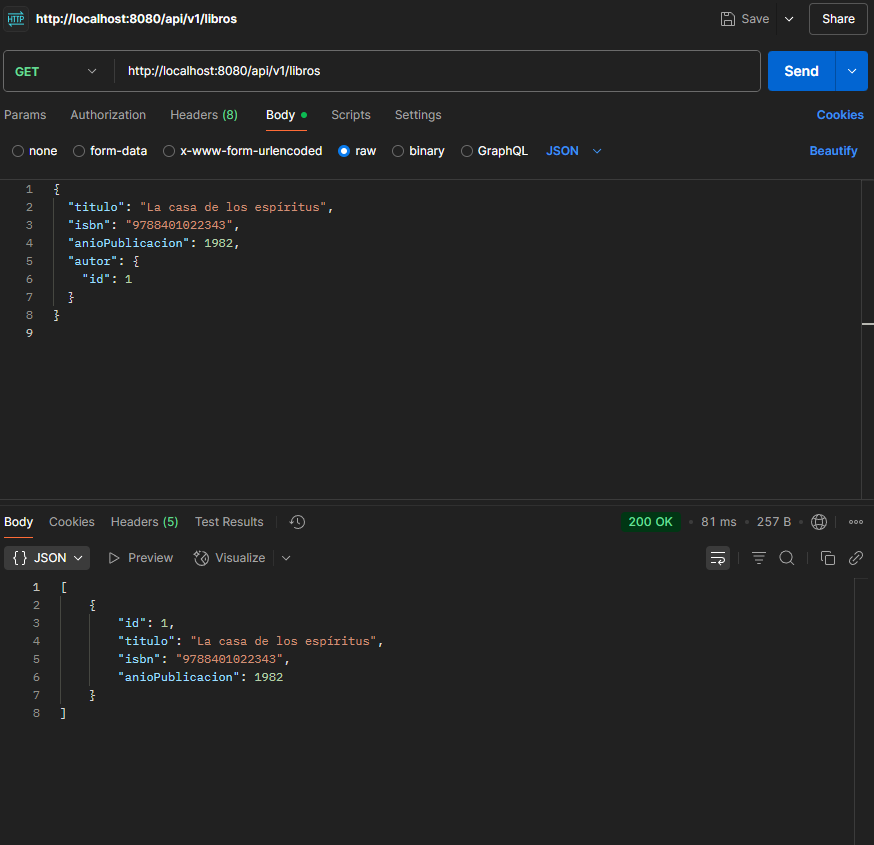 HTTP http://localhost:8080/api/v1/libros Save Share
GET http://localhost:8080/api/v1/libros Send
Params Authorization Headers (8) Body Scripts Settings Cookies
none form-data x-www-form-urlencoded raw binary GraphQL JSON Beautify
1 {
2 "titulo": "La casa de los espíritus",
3 "isbn": "9788401022343",
4 "anioPublicacion": 1982,
5 "autor": {
6 "id": 1
7 }
8 }
9
Body Cookies Headers (5) Test Results 200 OK • 81 ms • 257 B •
{} JSON Preview Visualize
1 [
2 {
3 "id": 1,
4 "titulo": "La casa de los espíritus",
5 "isbn": "9788401022343",
6 "anioPublicacion": 1982
7 }
8 ]